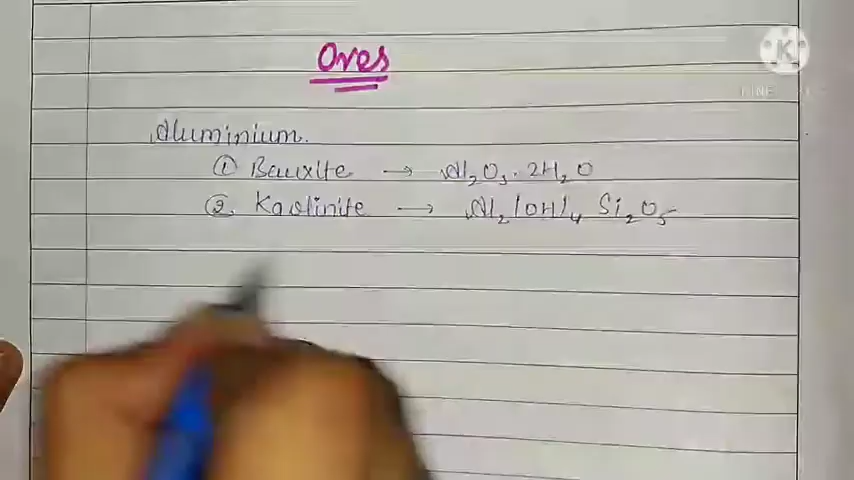 Ores
K
Aluminium.
① Bauxite → Al₂O₃.2H₂O
② Kaolinite → Al₂(OH)₄ Si₂O₅